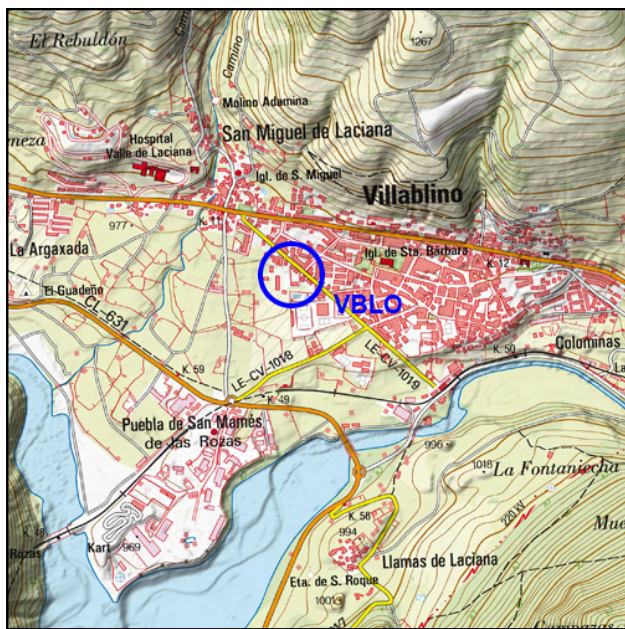 El Rebuldón
Camino
1267
Molino Adamina
San Miguel de Laciana
Hospital
Valle de Laciana
Igl. de S. Miguel
Villablino
K. 11
977
La Argaxada
Igl. de Sta. Bárbara
K. 12
El Guadeño
VBLO
CL-631
K. 59
LE-CV-1018
LE-CV-1019
K. 50
Colominas
K. 49
Puebla de San Mamés
de las Rozas
996
1018
La Fontaniecha
220 kV
K. 58
994
Rozas
Kart
969
Llamas de Laciana
Eta. de S. Roque
1001